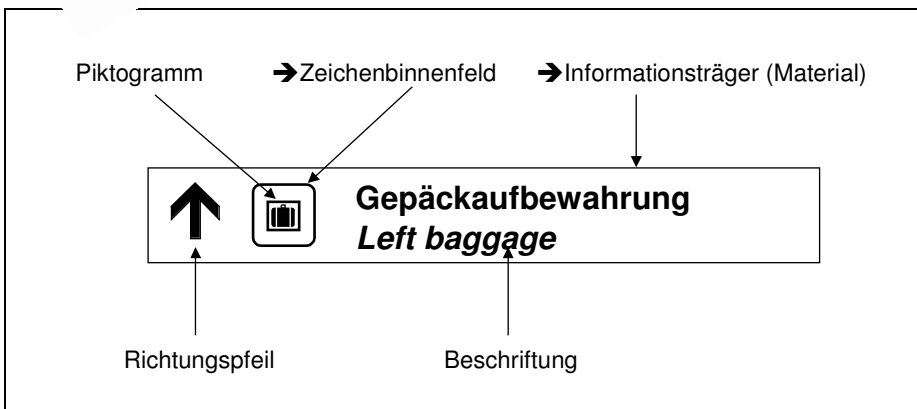 Piktogramm ➔Zeichenbinnenfeld ➔Informationsträger (Material)
Gepäckaufbewahrung
Left baggage
Richtungspfeil Beschriftung